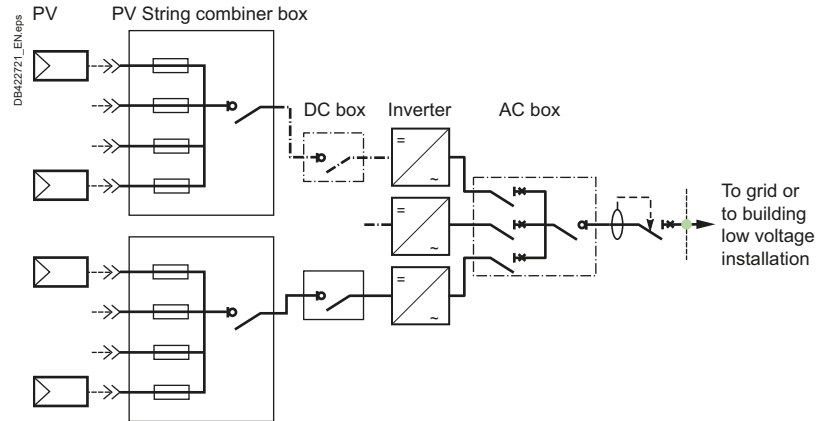 PV
PV String combiner box
DB422721_EN.eps
DC box
Inverter
AC box
=
~
=
~
=
~
To grid or
to building
low voltage
installation